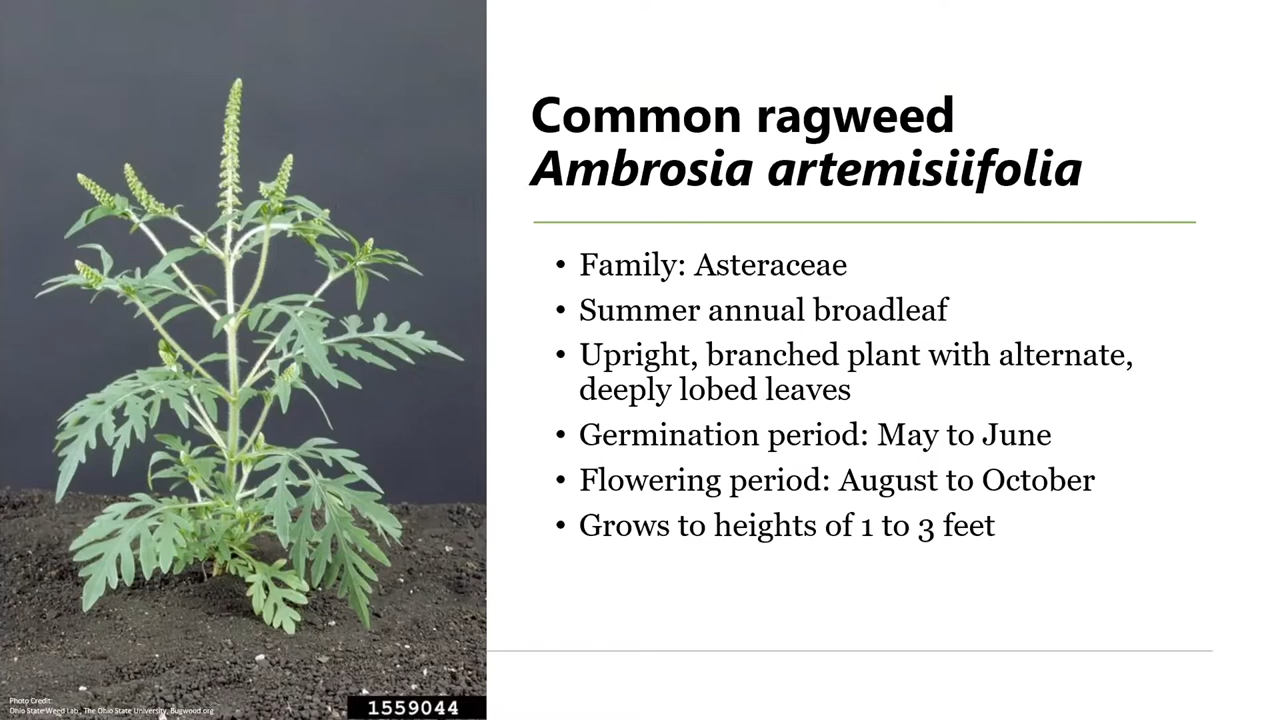 Common ragweed
Ambrosia artemisiifolia
• Family: Asteraceae
• Summer annual broadleaf
• Upright, branched plant with alternate,
deeply lobed leaves
• Germination period: May to June
• Flowering period: August to October
• Grows to heights of 1 to 3 feet
Photo Credit:
Ohio State Weed Lab, The Ohio State University, Bugwood.org
1559044